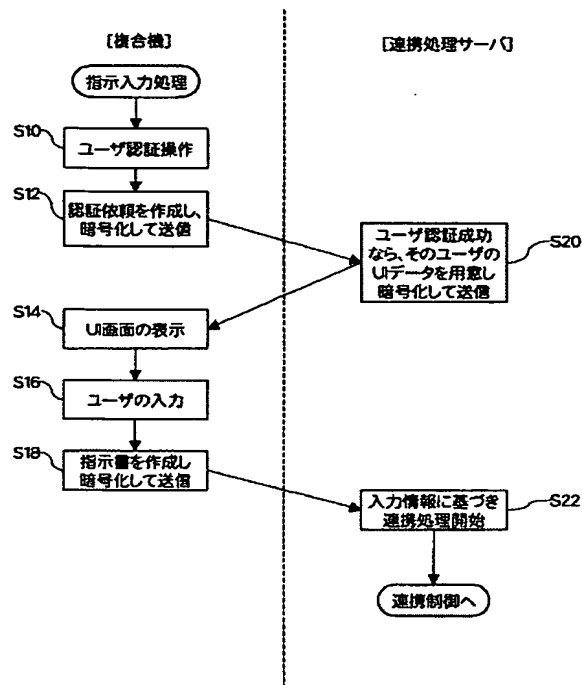 [複合機]
[連携処理サーバ]
指示入力処理
S10
ユーザ認証操作
S12
認証依頼を作成し、
暗号化して送信
ユーザ認証成功
なら、そのユーザの
UIデータを用意し
暗号化して送信
S20
S14
UI画面の表示
S16
ユーザの入力
S18
指示書を作成し
暗号化して送信
入力情報に基づき
連携処理開始
S22
連携制御へ